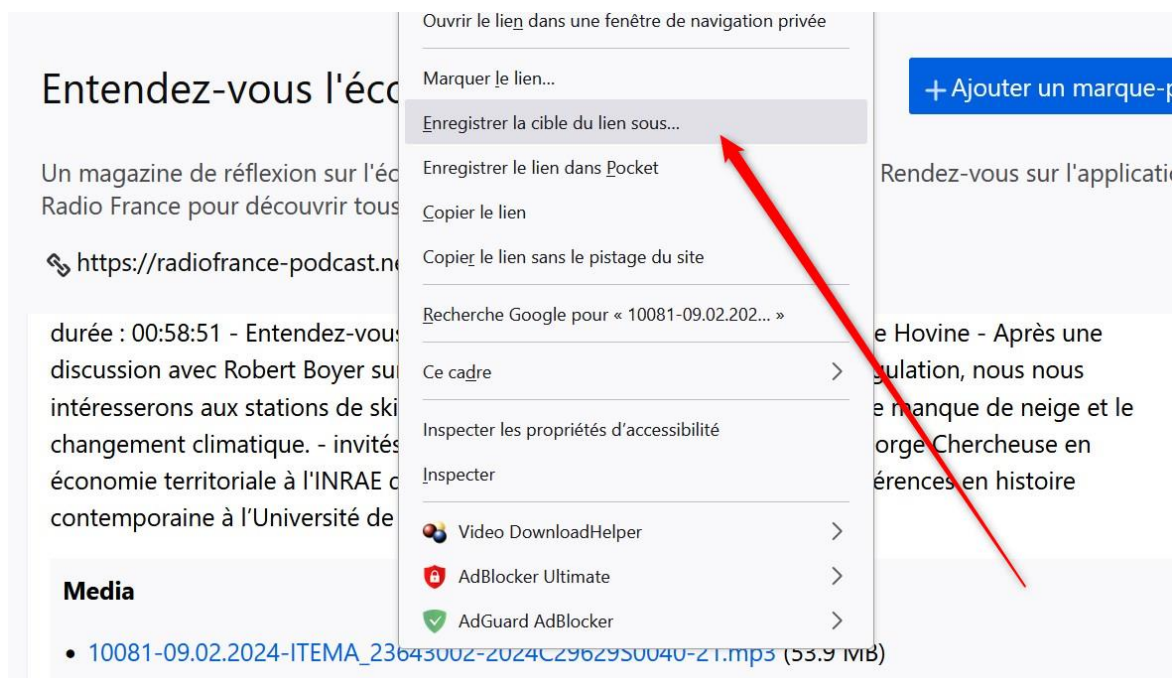 Ouvrir le lien dans une fenêtre de navigation privée
Entendez-vous l'éco
Marquer le lien...
+ Ajouter un marque-p
Enregistrer la cible du lien sous...
Un magazine de réflexion sur l'éc
Enregistrer le lien dans Pocket
Rendez-vous sur l'applicati
Radio France pour découvrir tous
Copier le lien
https://radiofrance-podcast.ne
Copier le lien sans le pistage du site
Recherche Google pour « 10081-09.02.202... »
durée : 00:58:51 - Entendez-vous
e Hovine - Après une
discussion avec Robert Boyer su
Ce cadre
gulation, nous nous
intéresserons aux stations de ski
e manque de neige et le
changement climatique. - invités
Inspecter les propriétés d'accessibilité
orge Chercheuse en
économie territoriale à l'INRAE
Inspecter
érences en histoire
contemporaine à l'Université de
Video DownloadHelper
AdBlocker Ultimate
Media
AdGuard AdBlocker
10081-09.02.2024-ITEMA_23643002-2024C29629S0040-21.mp3 (53.9 MB)